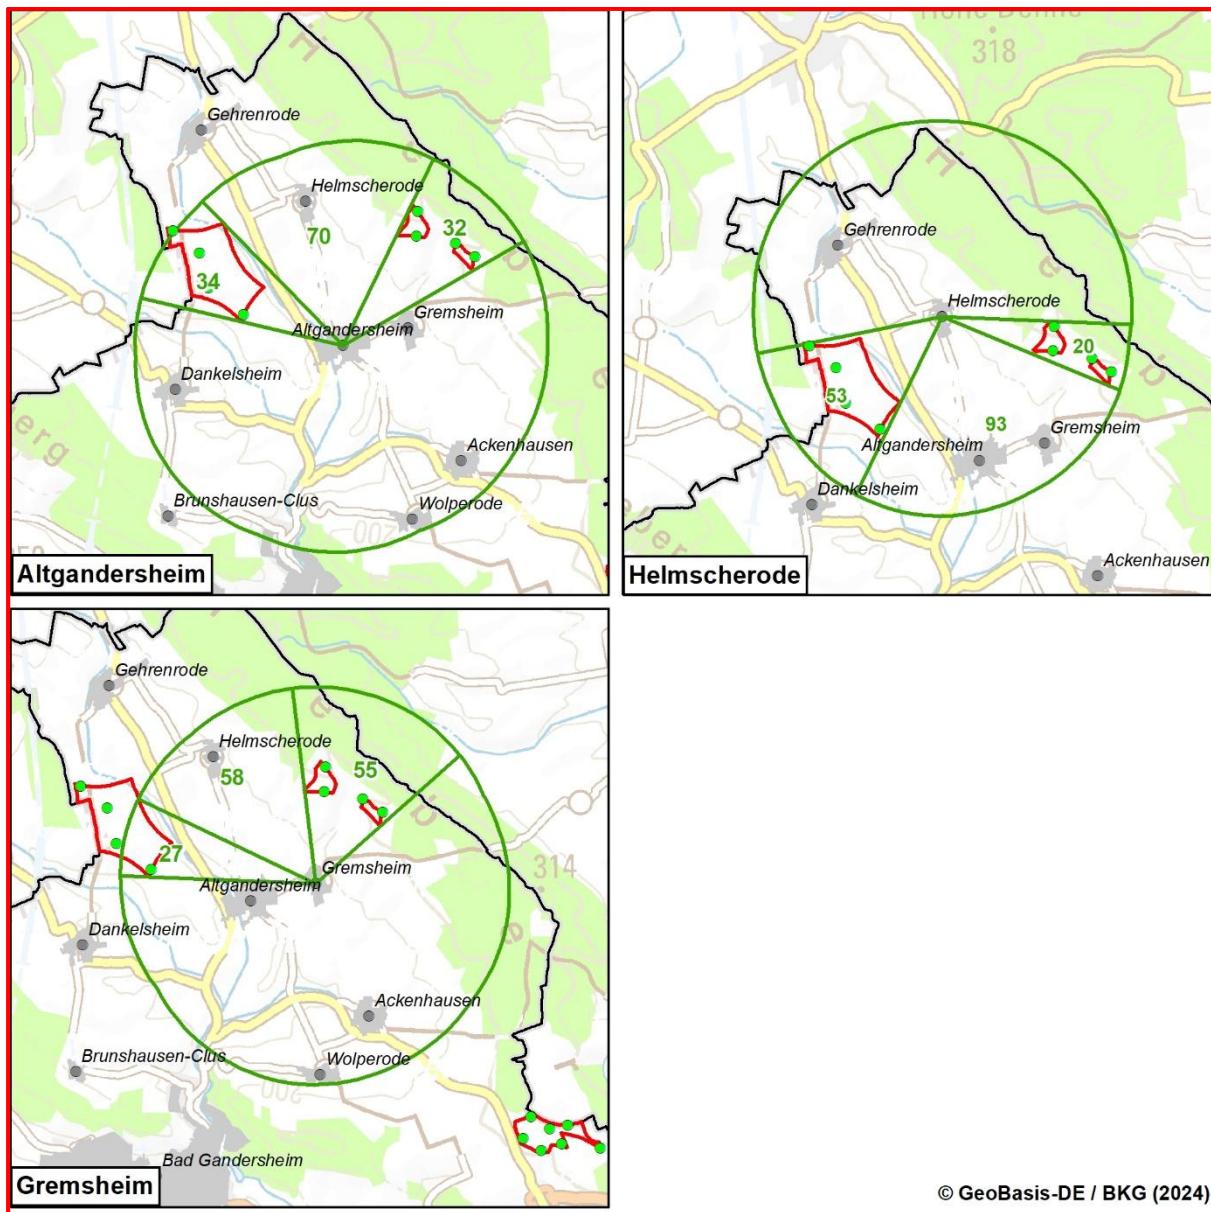 Gehrenrode
Helmscherode
70
32
34
Gremsheim
Altgandersheim
Dankelsheim
Ackenhausen
Brunshausen-Clus
Wolperode
200
Altgandersheim
318
Gehrenrode
Helmscherode
20
53
93
Gremsheim
Altgandersheim
Dankelsheim
Ackenhausen
Helmscherode
Gehrenrode
Helmscherode
58
55
27
Gremsheim
314
Altgandersheim
Dankelsheim
Ackenhausen
Brunshausen-Clus
Wolperode
200
Bad Gandersheim
Gremsheim
© GeoBasis-DE / BKG (2024)